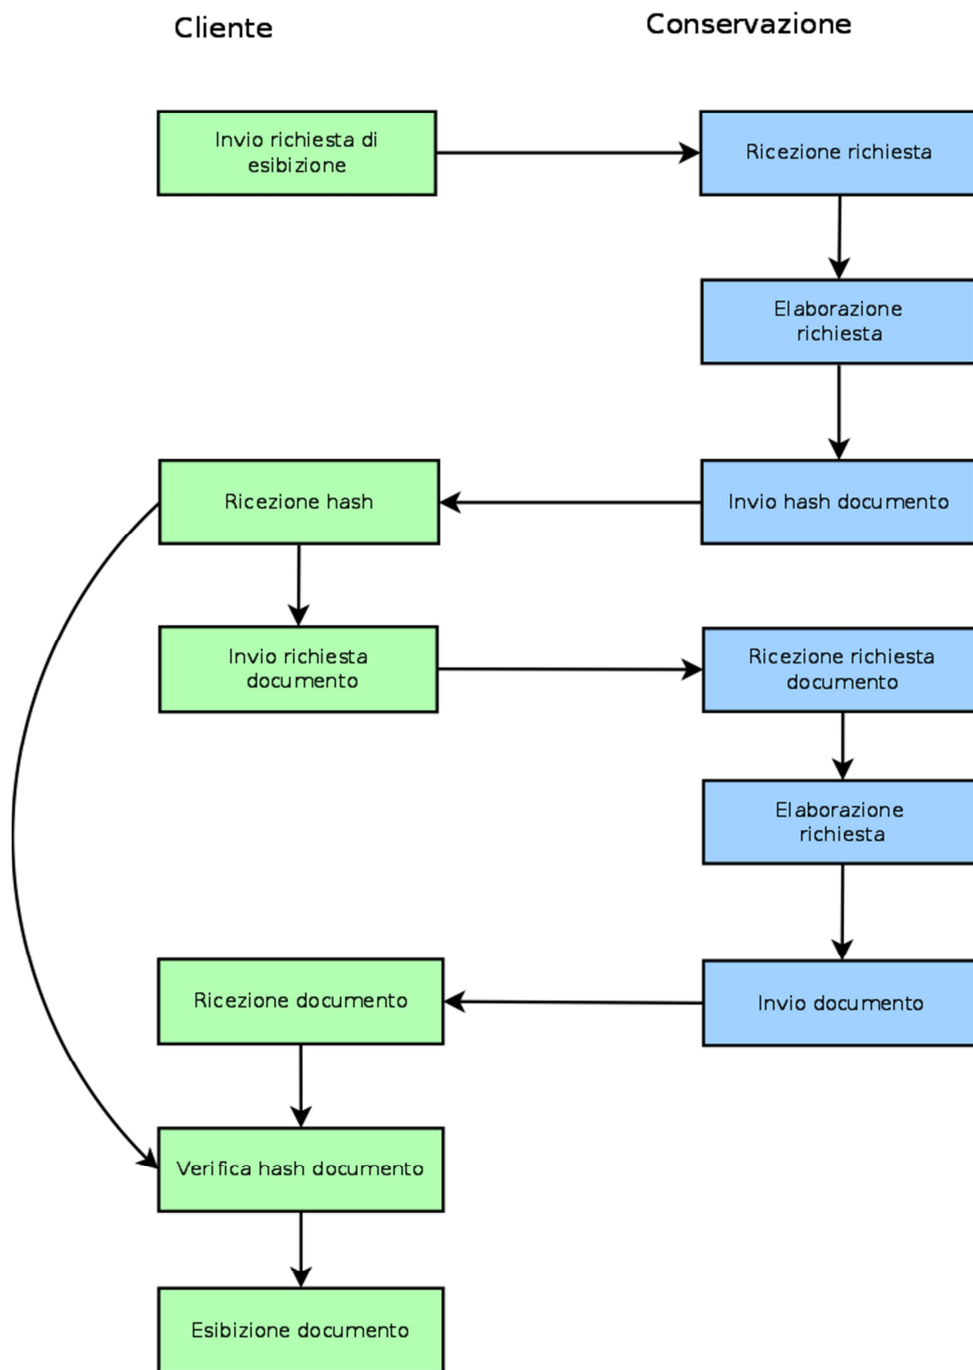 Cliente
Conservazione
Invio richiesta di
esibizione
Ricezione richiesta
Elaborazione
richiesta
Ricezione hash
Invio hash documento
Invio richiesta
documento
Ricezione richiesta
documento
Elaborazione
richiesta
Ricezione documento
Invio documento
Verifica hash documento
Esibizione documento